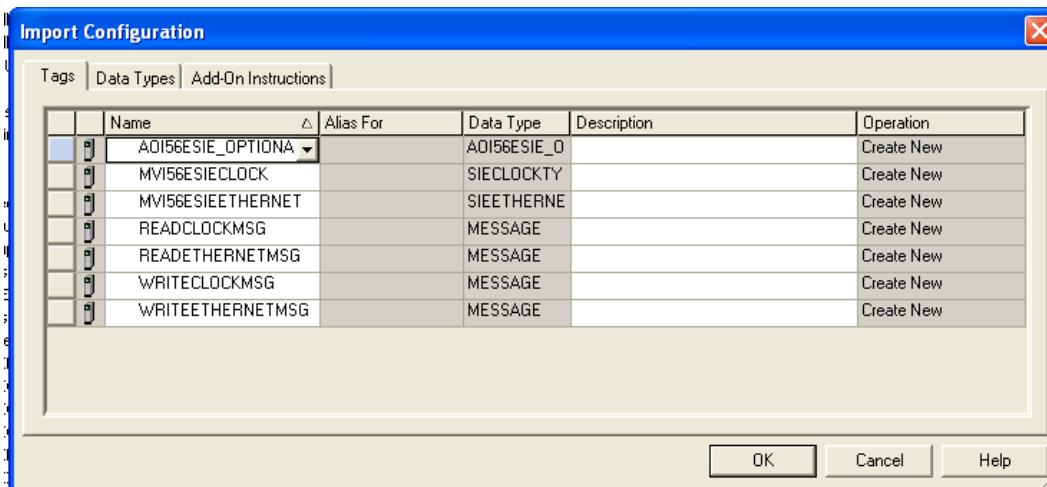 Import Configuration
Tags Data Types Add-On Instructions
Name Alias For Data Type Description Operation
AOI56ESIE_OPTIONA AOI56ESIE_O Create New
MVI56ESIECLOCK SIECLOCKTY Create New
MVI56ESIEETHERNET SIEETHERNE Create New
READCLOCKMSG MESSAGE Create New
READETHERNETMSG MESSAGE Create New
WRITECLOCKMSG MESSAGE Create New
WRITEETHERNETMSG MESSAGE Create New
OK Cancel Help